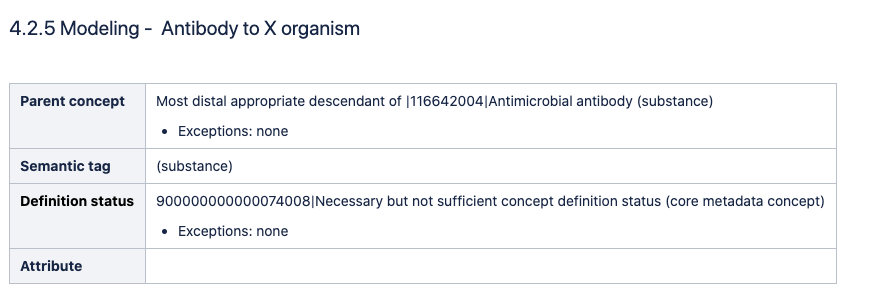 4.2.5 Modeling -  Antibody to X organism
Parent concept
Most distal appropriate descendant of |116642004|Antimicrobial antibody (substance)
• Exceptions: none
Semantic tag
(substance)
Definition status
900000000000074008|Necessary but not sufficient concept definition status (core metadata concept)
• Exceptions: none
Attribute